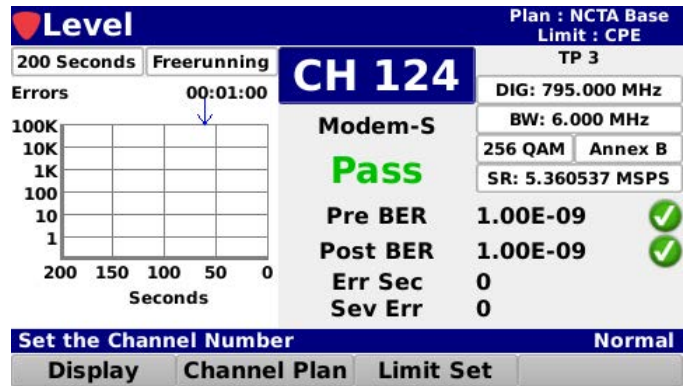 Level
Plan : NCTA Base
Limit : CPE
200 Seconds
Freerunning
Errors
00:01:00
100K
10K
1K
100
10
1
200 150 100 50 0
Seconds
CH 124
Modem-S
Pass
TP 3
DIG: 795.000 MHz
BW: 6.000 MHz
256 QAM
Annex B
SR: 5.360537 MSPS
Pre BER 1.00E-09
Post BER 1.00E-09
Err Sec 0
Sev Err 0
Set the Channel Number
Normal
Display
Channel Plan
Limit Set